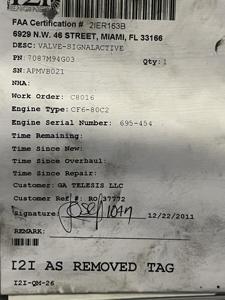 FAA Certification # 2IER153B
6929 N.W. 46 STREET, MIAMI, FL 33166
DESC: VALVE-SIGNALACTIVE
PN: 7087M94G03 Qty: 1
SN: APMVB021
NHA:
Work Order: C8016
Engine Type: CF6-80C2
Engine Serial Number: 695-454
Time Remaining:
Time Since New:
Time Since Overhaul:
Time Since Repair:
Customer: GA TELESIS LLC
Customer Ref #: RO 37772
Signature: 12/22/2011
REMARK:
I2I AS REMOVED TAG
I2I-QM-26